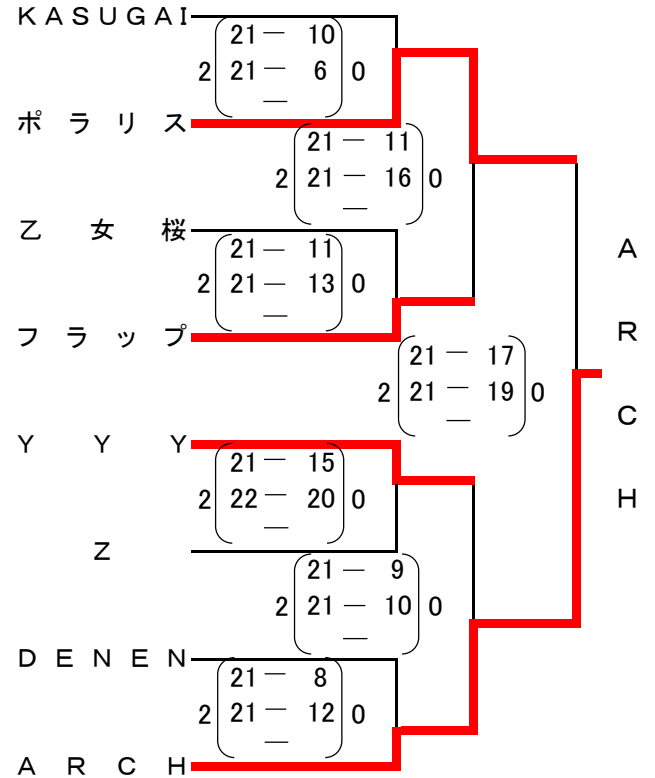 KASUGAI
21 — 10
2 21 — 6 0
—
ポラリス
21 — 11
2 21 — 16 0
—
乙女桜
21 — 11
2 21 — 13 0
—
フラップ
21 — 17
2 21 — 19 0
—
ARCH
YYY
21 — 15
2 22 — 20 0
—
Z
21 — 9
2 21 — 10 0
—
DENEN
21 — 8
2 21 — 12 0
—
ARCH